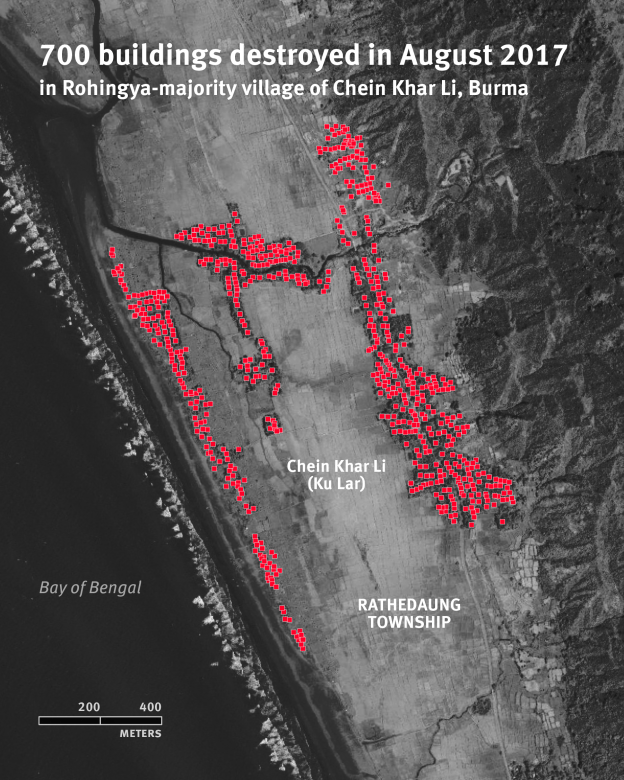 700 buildings destroyed in August 2017
in Rohingya-majority village of Chein Khar Li, Burma
Chein Khar Li
(Ku Lar)
Bay of Bengal
RATHEDAUNG
TOWNSHIP
200 400
METERS